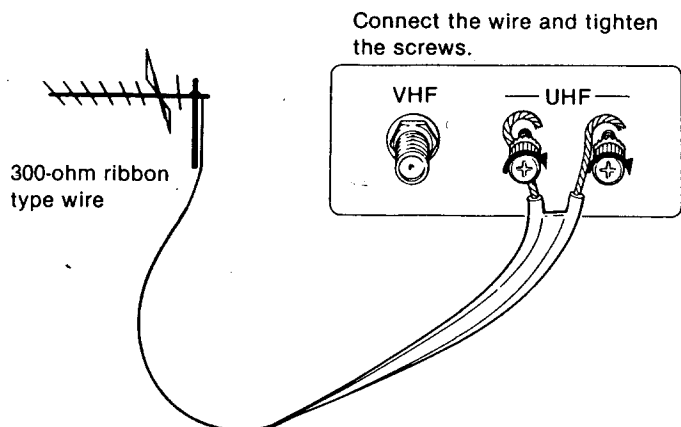 Connect the wire and tighten
the screws.
VHF
UHF
300-ohm ribbon
type wire